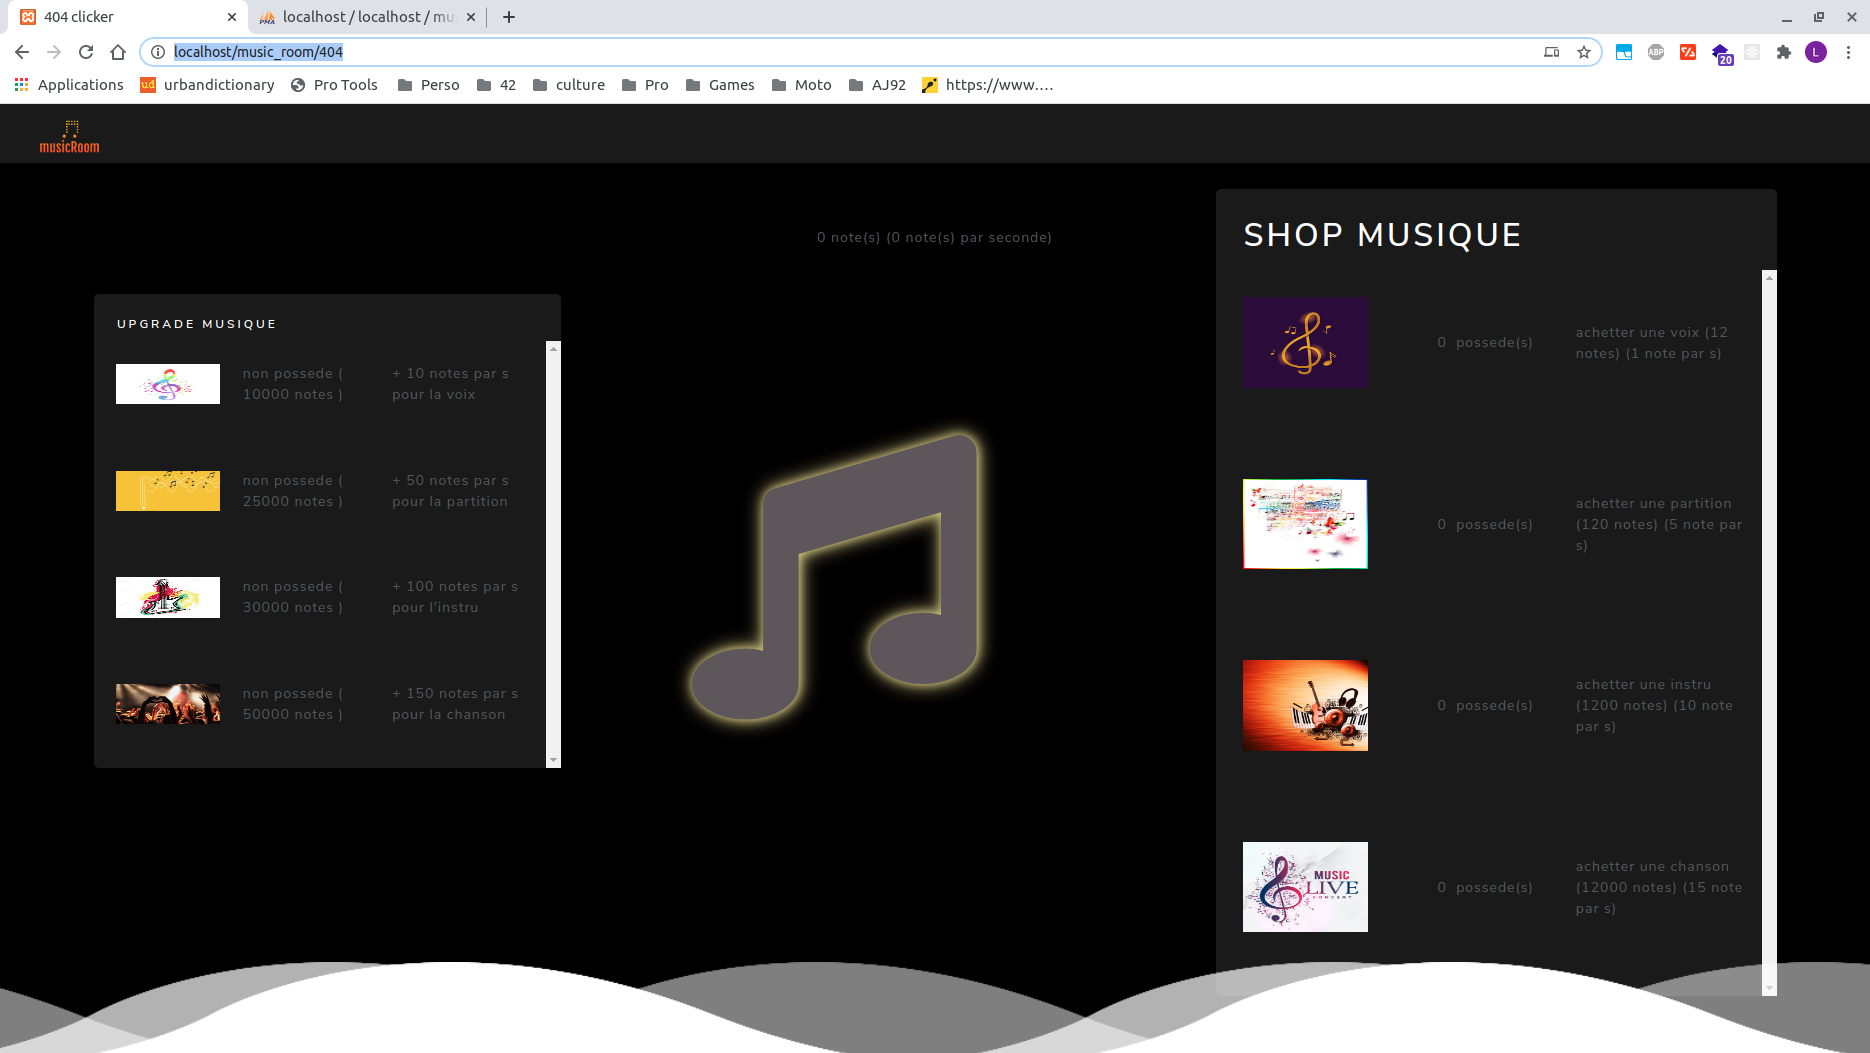 404 clicker
localhost / localhost / mus
localhost/music_room/404
ABP
20
L
Applications
ud
urbandictionary
Pro Tools
Perso
42
culture
Pro
Games
Moto
AJ92
https://www....
musicRoom
0 note(s) (0 note(s) par seconde)
UPGRADE MUSIQUE
non possede (
10000 notes )
+ 10 notes par s
pour la voix
non possede (
25000 notes )
+ 50 notes par s
pour la partition
non possede (
30000 notes )
+ 100 notes par s
pour l'instru
non possede (
50000 notes )
+ 150 notes par s
pour la chanson
SHOP MUSIQUE
0 possede(s)
achetter une voix (12
notes) (1 note par s)
0 possede(s)
achetter une partition
(120 notes) (5 note par
s)
0 possede(s)
achetter une instru
(1200 notes) (10 note
par s)
MUSIC
LIVE
CONCERT
0 possede(s)
achetter une chanson
(12000 notes) (15 note
par s)